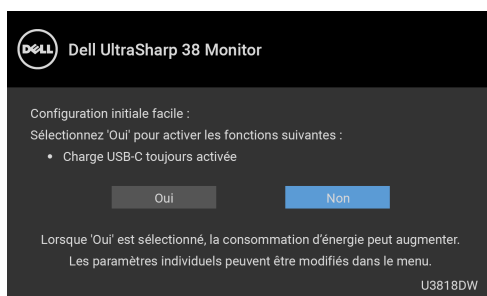 DELL Dell UltraSharp 38 Monitor
Configuration initiale facile :
Sélectionnez 'Oui' pour activer les fonctions suivantes :
• Charge USB-C toujours activée
Oui Non
Lorsque 'Oui' est sélectionné, la consommation d’énergie peut augmenter.
Les paramètres individuels peuvent être modifiés dans le menu.
U3818DW